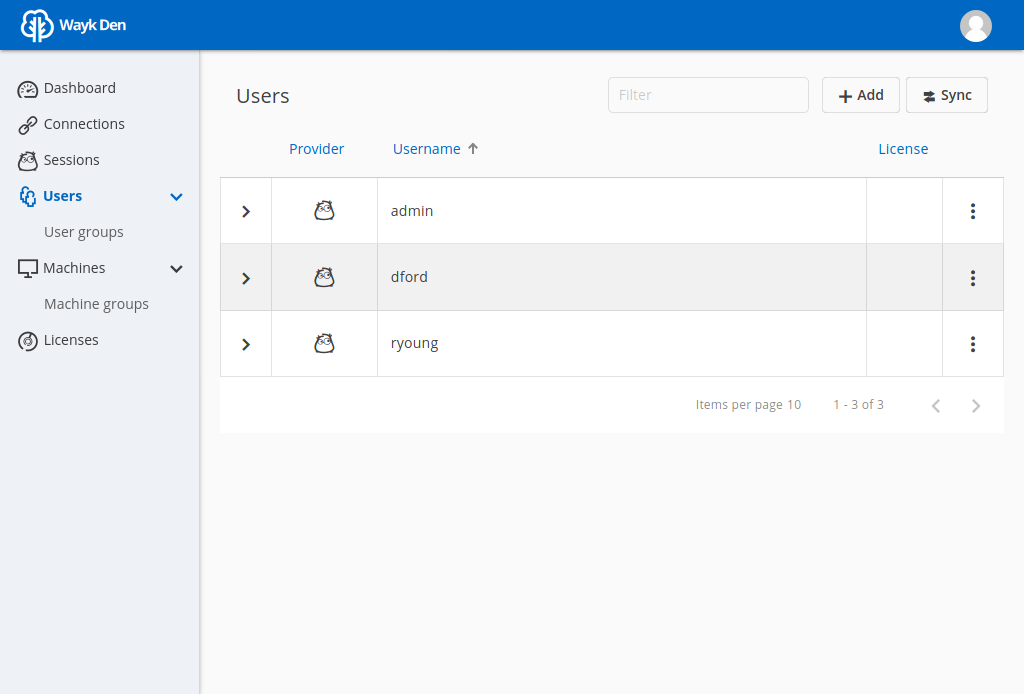 Wayk Den
Dashboard
Connections
Sessions
Users
User groups
Machines
Machine groups
Licenses
Users
Filter
Add
Sync
Provider
Username
License
admin
dford
ryoung
Items per page 10
1 - 3 of 3